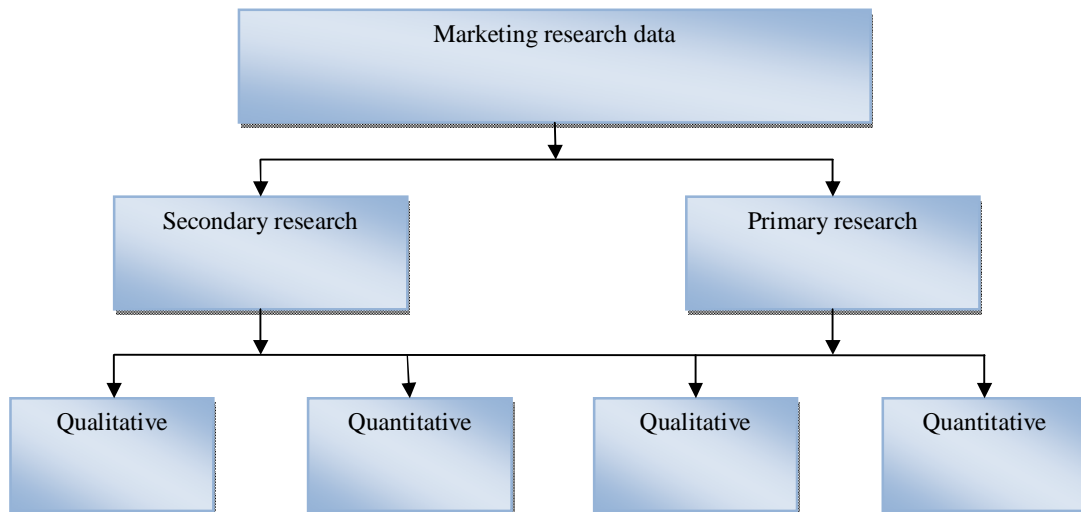 Marketing research data
Secondary research
Primary research
Qualitative
Quantitative
Qualitative
Quantitative